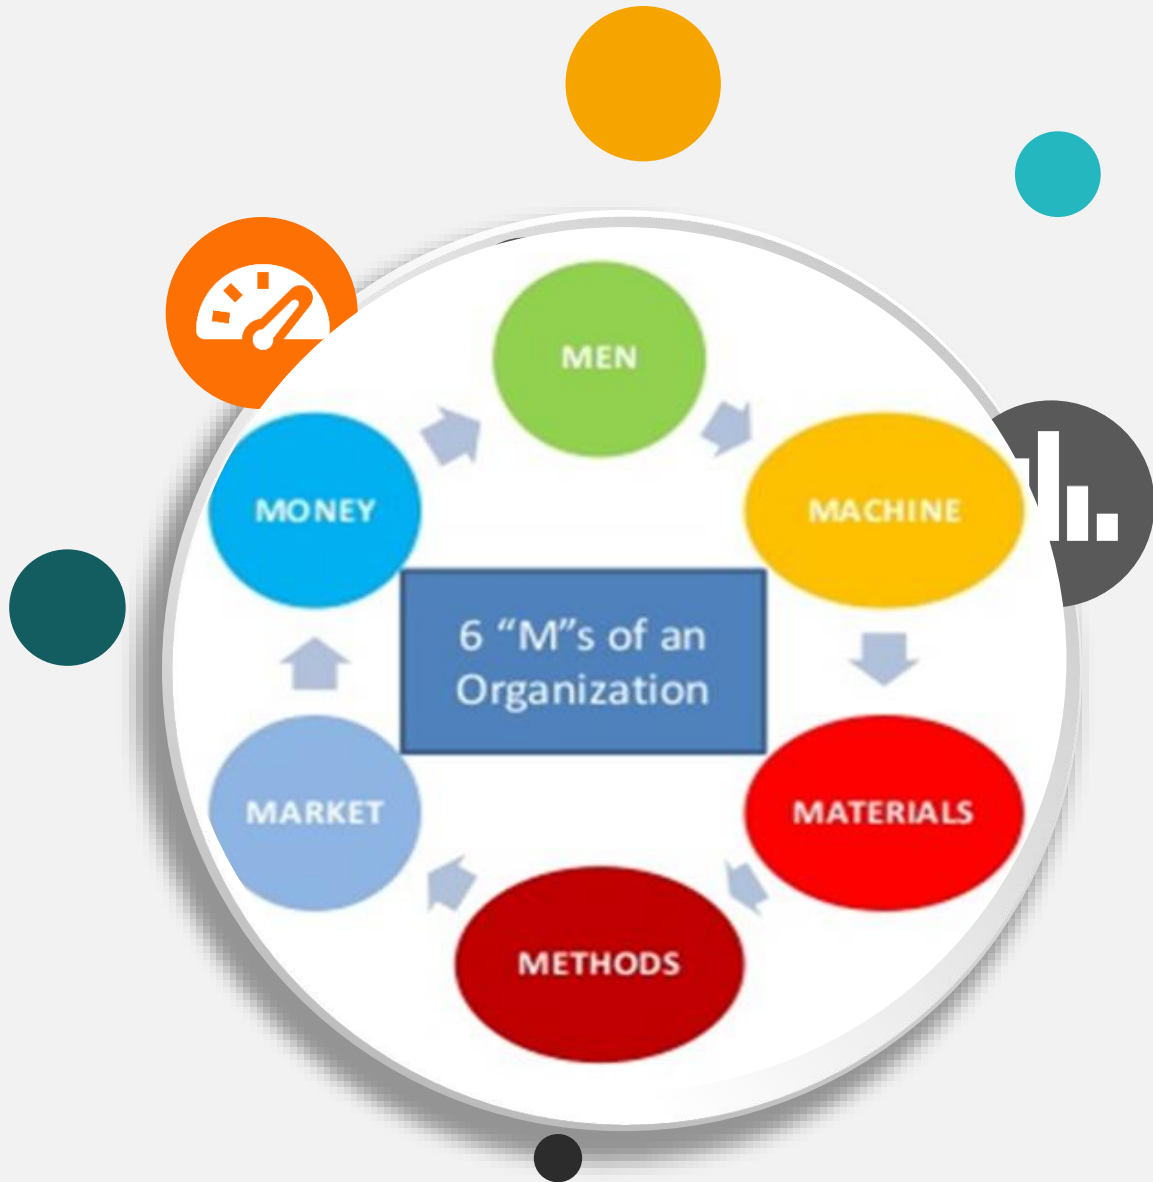 MEN
MACHINE
MONEY
6 “M”s of an
Organization
MARKET
MATERIALS
METHODS